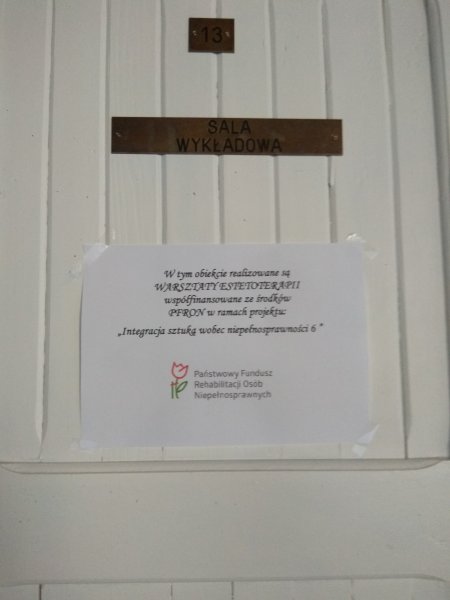 13
SALA
WYKŁADOWA
W tym obiekcie realizowane są
WARSZTATY ESTETOTERAPII
współfinansowane ze środków
PFRON w ramach projektu:
„Integracja sztuką wobec niepełnosprawności 6”
Państwowy Fundusz
Rehabilitacji Osób
Niepełnosprawnych